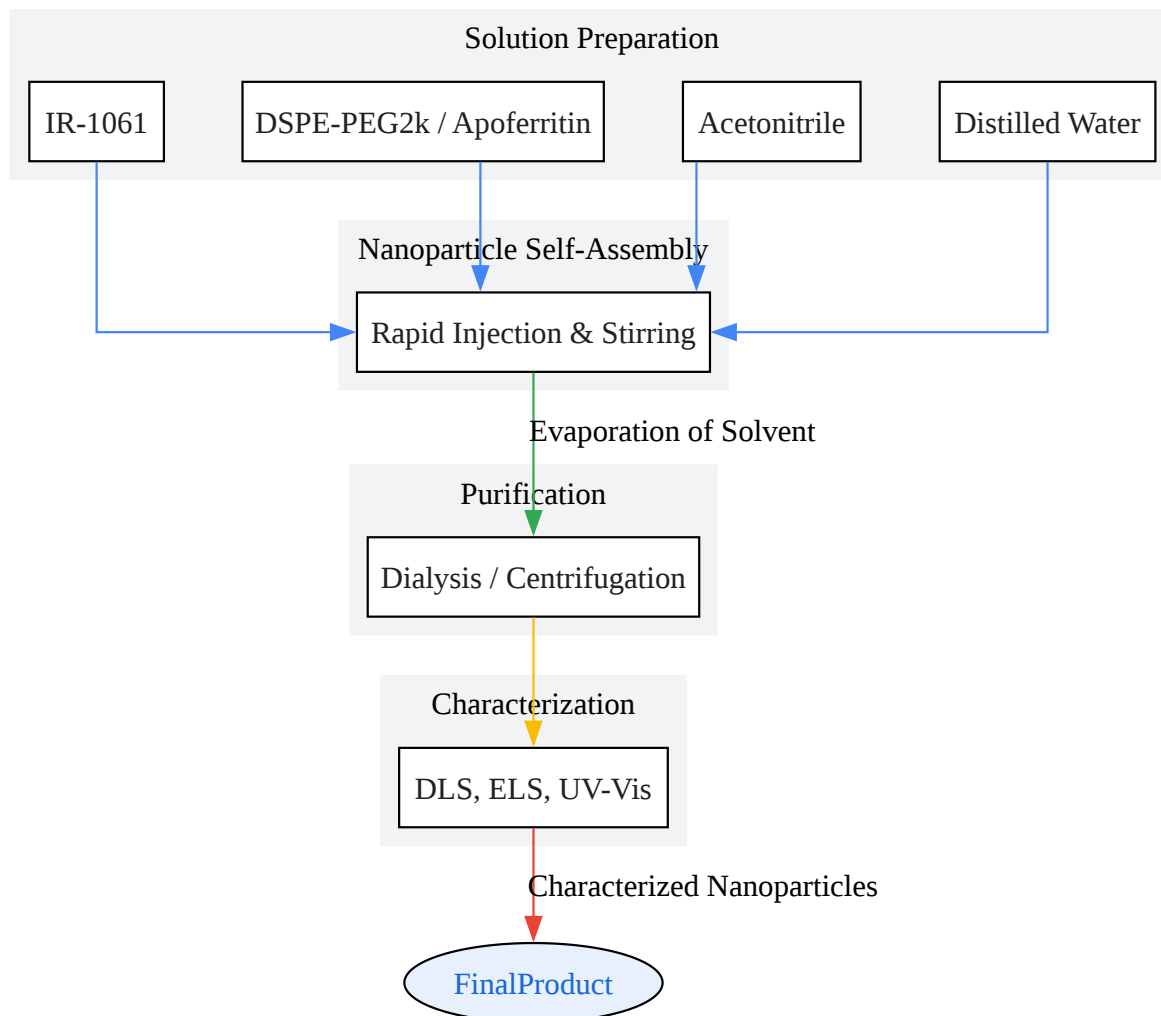 Solution Preparation
IR-1061
DSPE-PEG2k / Apoferritin
Acetonitrile
Distilled Water
Nanoparticle Self-Assembly
Rapid Injection & Stirring
Evaporation of Solvent
Purification
Dialysis / Centrifugation
Characterization
DLS, ELS, UV-Vis
Characterized Nanoparticles
FinalProduct